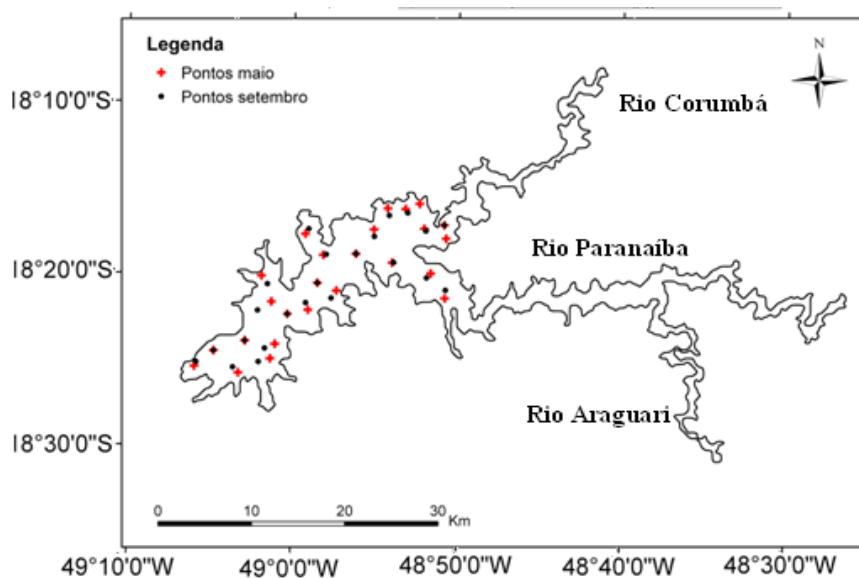 N
Legenda
Pontos maio
Pontos setembro
Rio Corumbá
18°10'0"S
Rio Paranaíba
18°20'0"S
Rio Araguari
18°30'0"S
0 10 20 30
Km
49°10'0"W 49°0'0"W 48°50'0"W 48°40'0"W 48°30'0"W